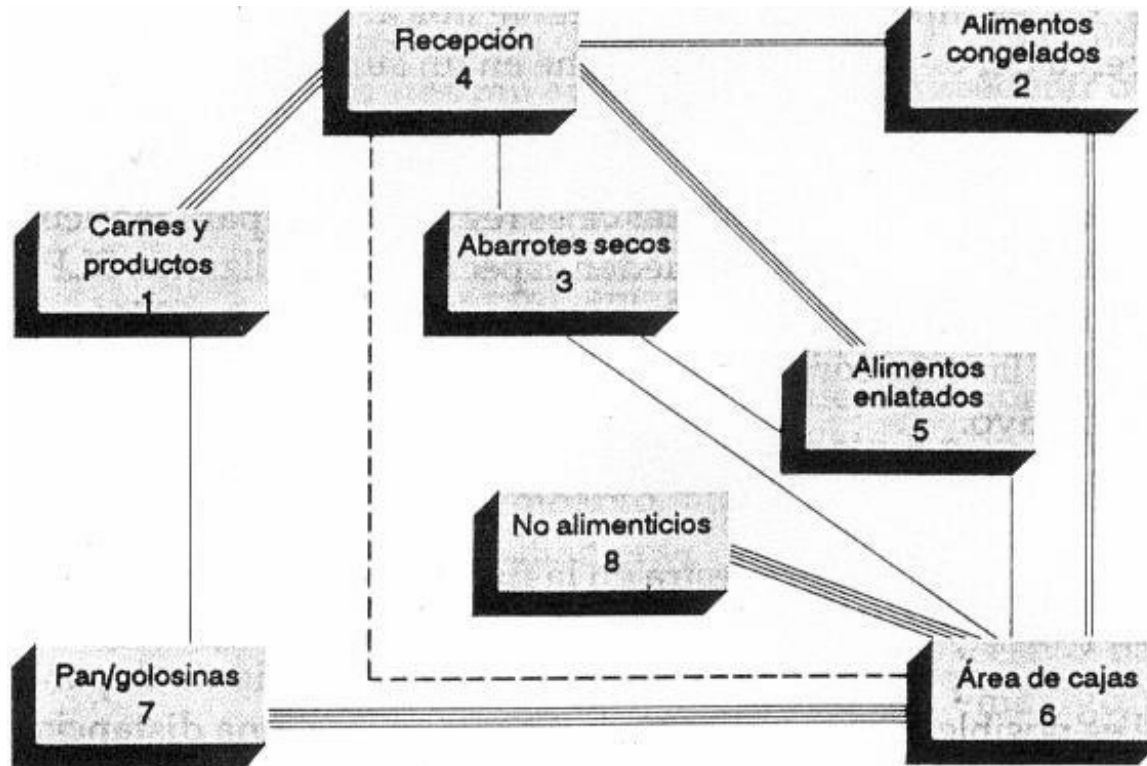 Recepción
4
Alimentos
congelados
2
Carnes y
productos
1
Abarrotes secos
3
Alimentos
enlatados
5
No alimenticios
8
Pan/golosinas
7
Área de cajas
6